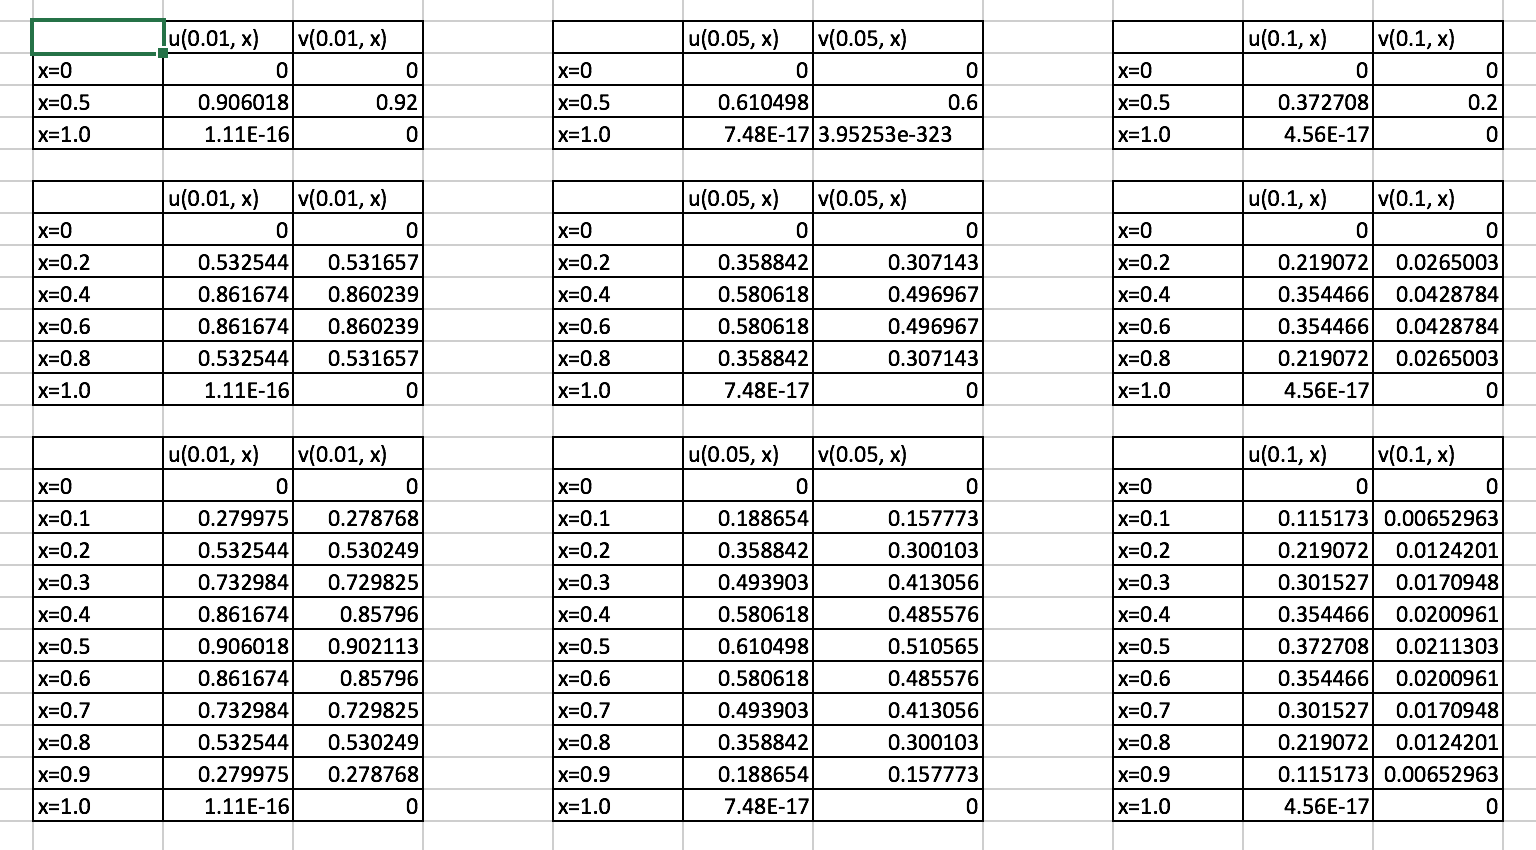 u(0.01, x) v(0.01, x) u(0.05, x) v(0.05, x) u(0.1, x) v(0.1, x)
x=0 0 0 x=0 0 0 x=0 0 0
x=0.5 0.906018 0.92 x=0.5 0.610498 0.6 x=0.5 0.372708 0.2
x=1.0 1.11E-16 0 x=1.0 7.48E-17 3.95253e-323 x=1.0 4.56E-17 0
u(0.01, x) v(0.01, x) u(0.05, x) v(0.05, x) u(0.1, x) v(0.1, x)
x=0 0 0 x=0 0 0 x=0 0 0
x=0.2 0.532544 0.531657 x=0.2 0.358842 0.307143 x=0.2 0.219072 0.0265003
x=0.4 0.861674 0.860239 x=0.4 0.580618 0.496967 x=0.4 0.354466 0.0428784
x=0.6 0.861674 0.860239 x=0.6 0.580618 0.496967 x=0.6 0.354466 0.0428784
x=0.8 0.532544 0.531657 x=0.8 0.358842 0.307143 x=0.8 0.219072 0.0265003
x=1.0 1.11E-16 0 x=1.0 7.48E-17 0 x=1.0 4.56E-17 0
u(0.01, x) v(0.01, x) u(0.05, x) v(0.05, x) u(0.1, x) v(0.1, x)
x=0 0 0 x=0 0 0 x=0 0 0
x=0.1 0.279975 0.278768 x=0.1 0.188654 0.157773 x=0.1 0.115173 0.00652963
x=0.2 0.532544 0.530249 x=0.2 0.358842 0.300103 x=0.2 0.219072 0.0124201
x=0.3 0.732984 0.729825 x=0.3 0.493903 0.413056 x=0.3 0.301527 0.0170948
x=0.4 0.861674 0.85796 x=0.4 0.580618 0.485576 x=0.4 0.354466 0.0200961
x=0.5 0.906018 0.902113 x=0.5 0.610498 0.510565 x=0.5 0.372708 0.0211303
x=0.6 0.861674 0.85796 x=0.6 0.580618 0.485576 x=0.6 0.354466 0.0200961
x=0.7 0.732984 0.729825 x=0.7 0.493903 0.413056 x=0.7 0.301527 0.0170948
x=0.8 0.532544 0.530249 x=0.8 0.358842 0.300103 x=0.8 0.219072 0.0124201
x=0.9 0.279975 0.278768 x=0.9 0.188654 0.157773 x=0.9 0.115173 0.00652963
x=1.0 1.11E-16 0 x=1.0 7.48E-17 0 x=1.0 4.56E-17 0